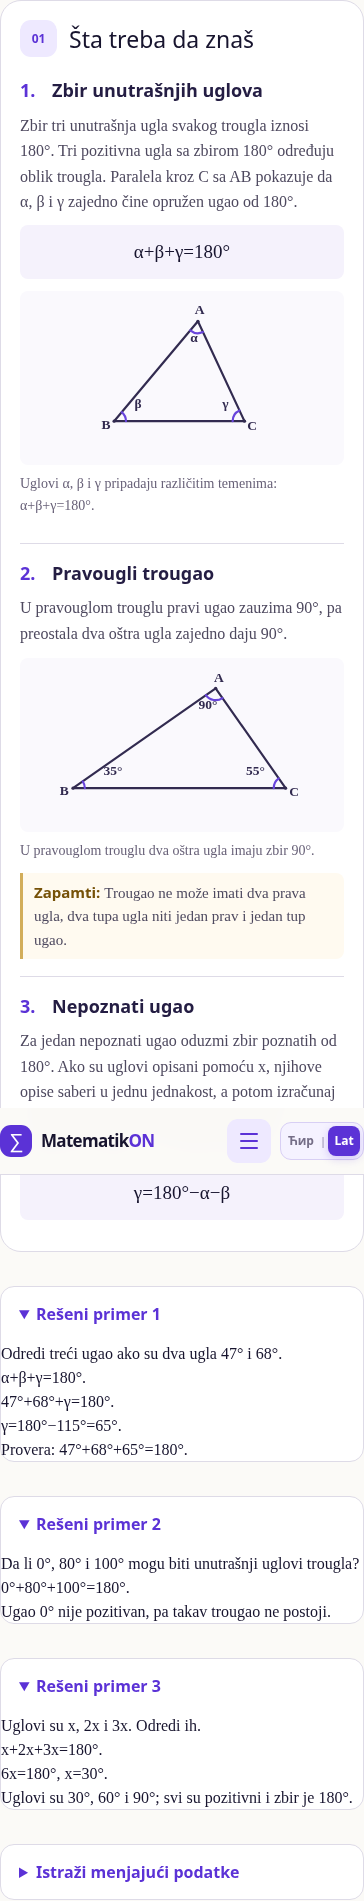 01
Šta treba da znaš
1. Zbir unutrašnjih uglova
Zbir tri unutrašnja ugla svakog trougla iznosi
180°. Tri pozitivna ugla sa zbirom 180° određuju
oblik trougla. Paralela kroz C sa AB pokazuje da
α, β i γ zajedno čine opružen ugao od 180°.
α+β+γ=180°
A
α
β
γ
B
C
Uglovi α, β i γ pripadaju različitim temenima:
α+β+γ=180°.
2. Pravougli trougao
U pravouglom trouglu pravi ugao zauzima 90°, pa
preostala dva oštra ugla zajedno daju 90°.
A
90°
35°
55°
B
C
U pravouglom trouglu dva oštra ugla imaju zbir 90°.
Zapamti: Trougao ne može imati dva prava
ugla, dva tupa ugla niti jedan prav i jedan tup
ugao.
3. Nepoznati ugao
Za jedan nepoznati ugao oduzmi zbir poznatih od
180°. Ako su uglovi opisani pomoću x, njihove
opise saberi u jednu jednakost, a potom izračunaj
∑ MatematikON
Ћир | Lat
γ=180°−α−β
▼ Rešeni primer 1
Odredi treći ugao ako su dva ugla 47° i 68°.
α+β+γ=180°.
47°+68°+γ=180°.
γ=180°−115°=65°.
Provera: 47°+68°+65°=180°.
▼ Rešeni primer 2
Da li 0°, 80° i 100° mogu biti unutrašnji uglovi trougla?
0°+80°+100°=180°.
Ugao 0° nije pozitivan, pa takav trougao ne postoji.
▼ Rešeni primer 3
Uglovi su x, 2x i 3x. Odredi ih.
x+2x+3x=180°.
6x=180°, x=30°.
Uglovi su 30°, 60° i 90°; svi su pozitivni i zbir je 180°.
▶ Istraži menjajući podatke